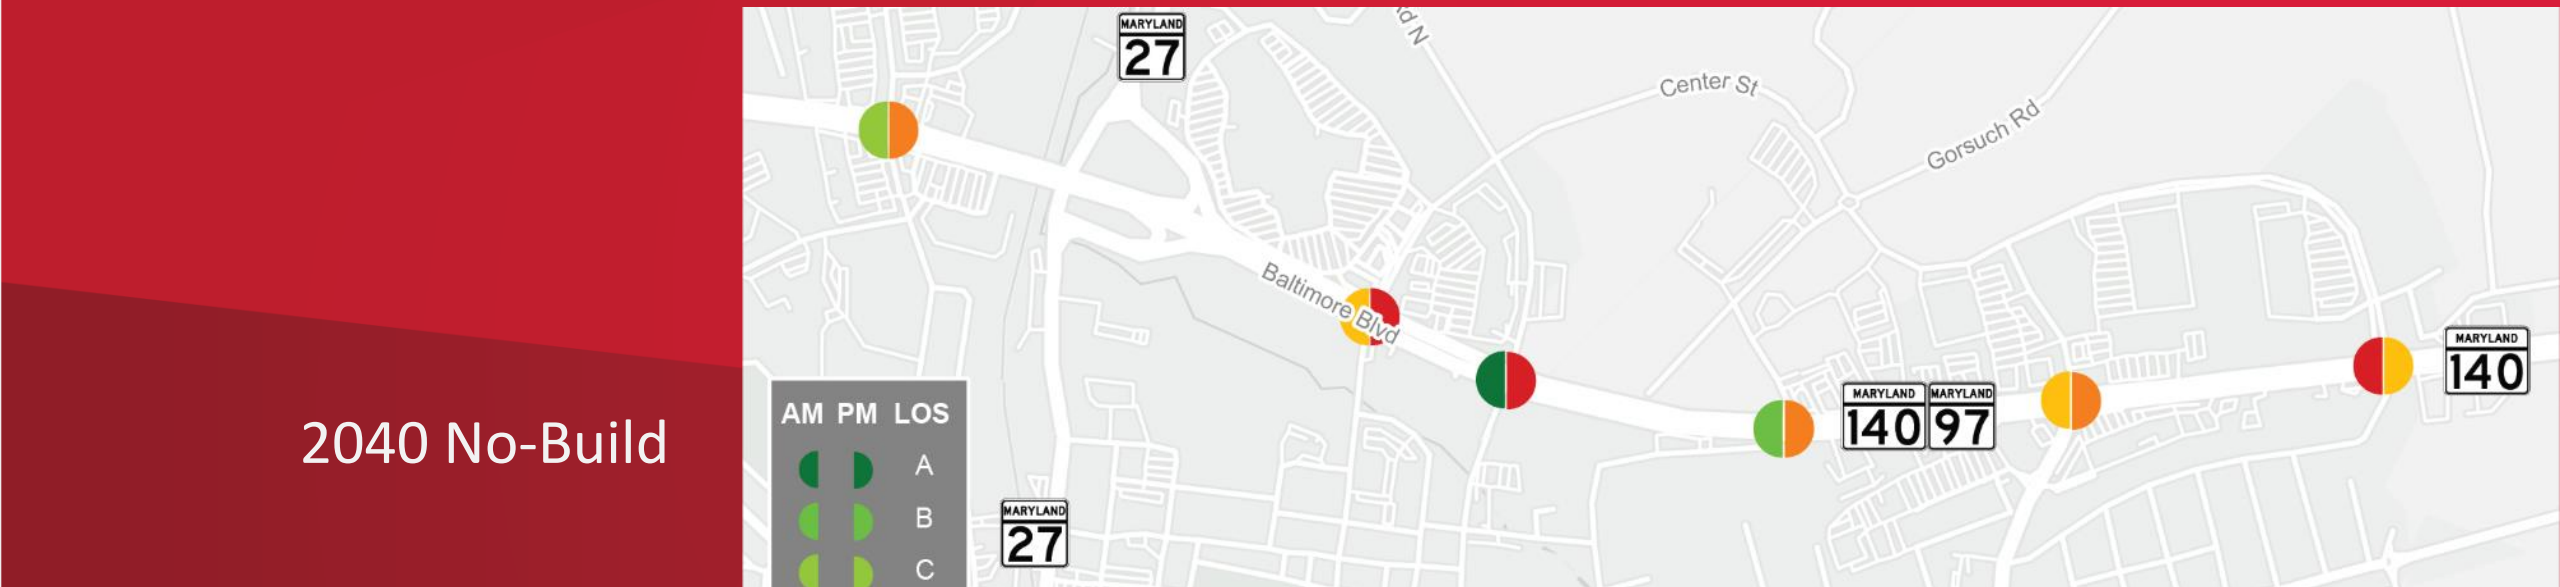 2040 No-Build
MARYLAND
27
Rd N
Center St
Gorsuch Rd
Baltimore Blvd
MARYLAND
140
MARYLAND
97
MARYLAND
140
AM PM LOS
A
B
C
MARYLAND
27